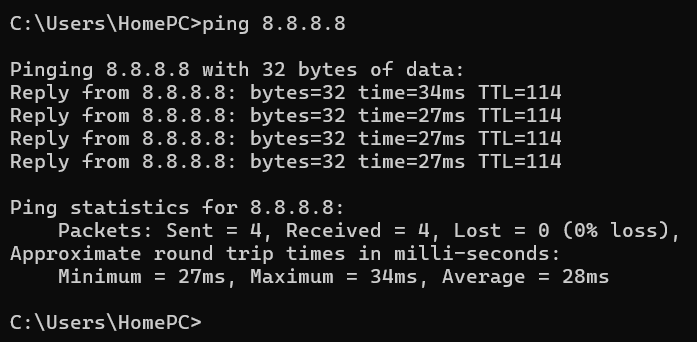 C:\Users\HomePC>ping 8.8.8.8
Pinging 8.8.8.8 with 32 bytes of data:
Reply from 8.8.8.8: bytes=32 time=34ms TTL=114
Reply from 8.8.8.8: bytes=32 time=27ms TTL=114
Reply from 8.8.8.8: bytes=32 time=27ms TTL=114
Reply from 8.8.8.8: bytes=32 time=27ms TTL=114
Ping statistics for 8.8.8.8:
    Packets: Sent = 4, Received = 4, Lost = 0 (0% loss),
Approximate round trip times in milli-seconds:
    Minimum = 27ms, Maximum = 34ms, Average = 28ms
C:\Users\HomePC>